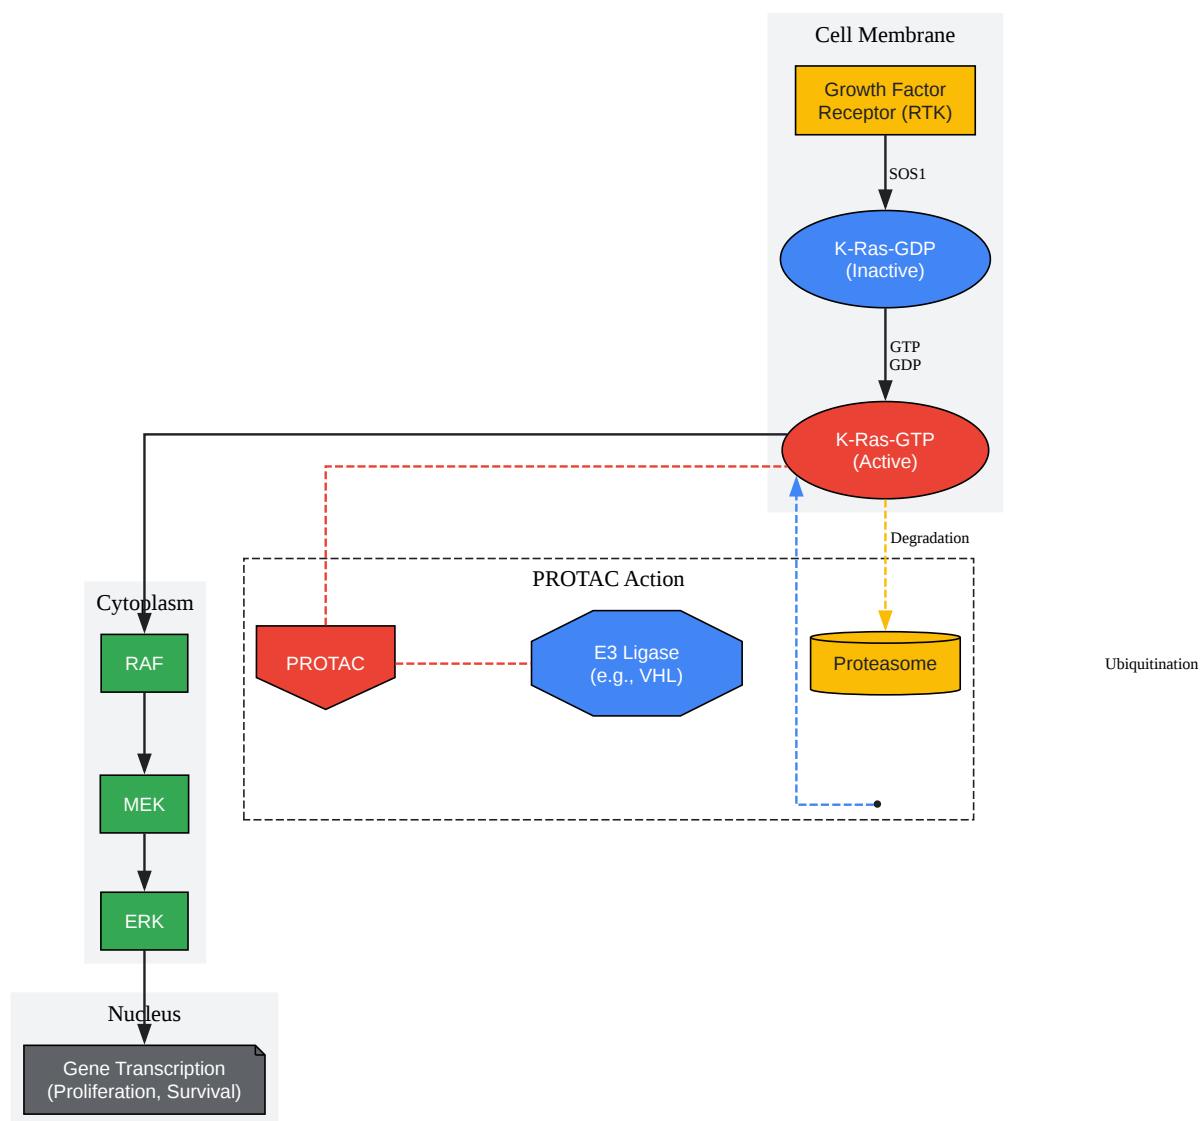 Cell Membrane
Growth Factor
Receptor (RTK)
SOS1
K-Ras-GDP
(Inactive)
GTP
GDP
K-Ras-GTP
(Active)
Degradation
PROTAC Action
Cytoplasm
RAF
PROTAC
E3 Ligase
(e.g., VHL)
Proteasome
Ubiquitination
MEK
ERK
Nucleus
Gene Transcription
(Proliferation, Survival)